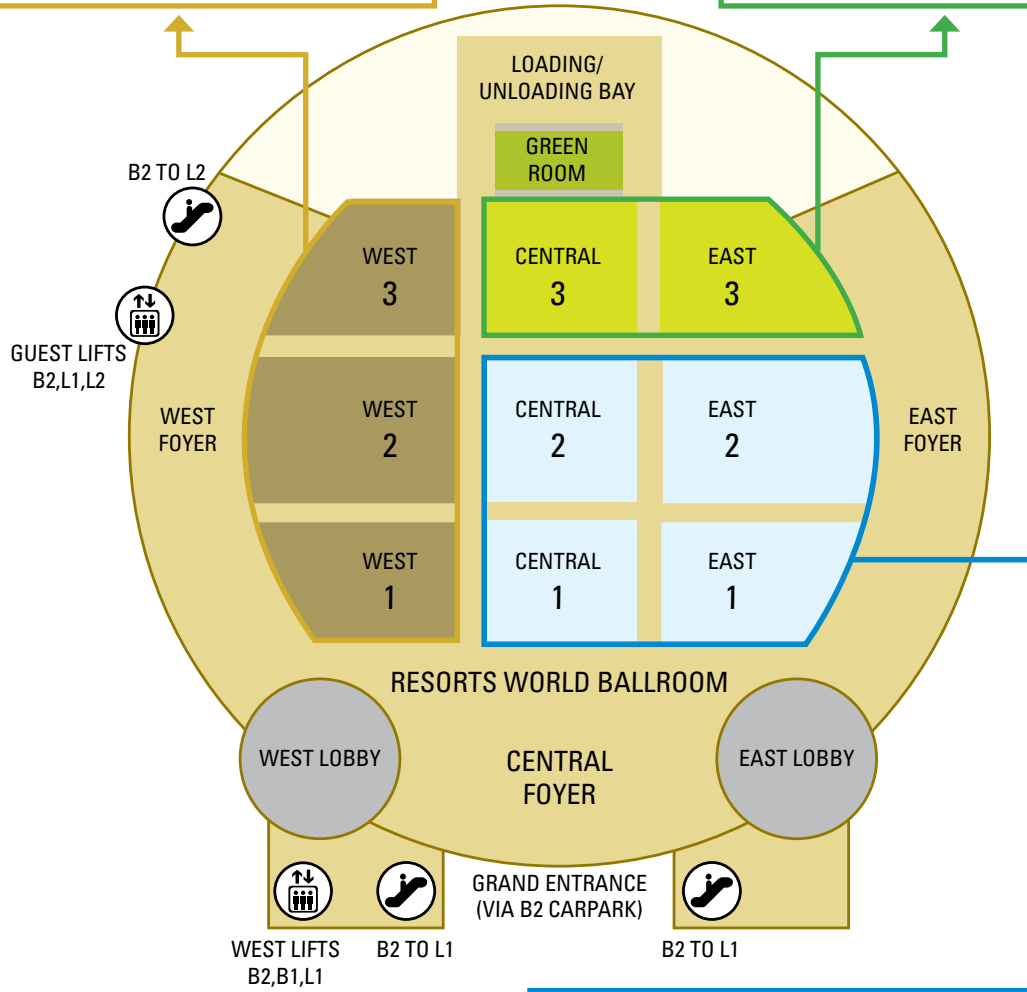 LOADING/
UNLOADING BAY
GREEN
ROOM
B2 TO L2
WEST
3
CENTRAL
3
EAST
3
GUEST LIFTS
B2,L1,L2
WEST
FOYER
WEST
2
CENTRAL
2
EAST
2
EAST
FOYER
WEST
1
CENTRAL
1
EAST
1
RESORTS WORLD BALLROOM
WEST LOBBY
CENTRAL
FOYER
EAST LOBBY
GRAND ENTRANCE
(VIA B2 CARPARK)
WEST LIFTS
B2,B1,L1
B2 TO L1
B2 TO L1